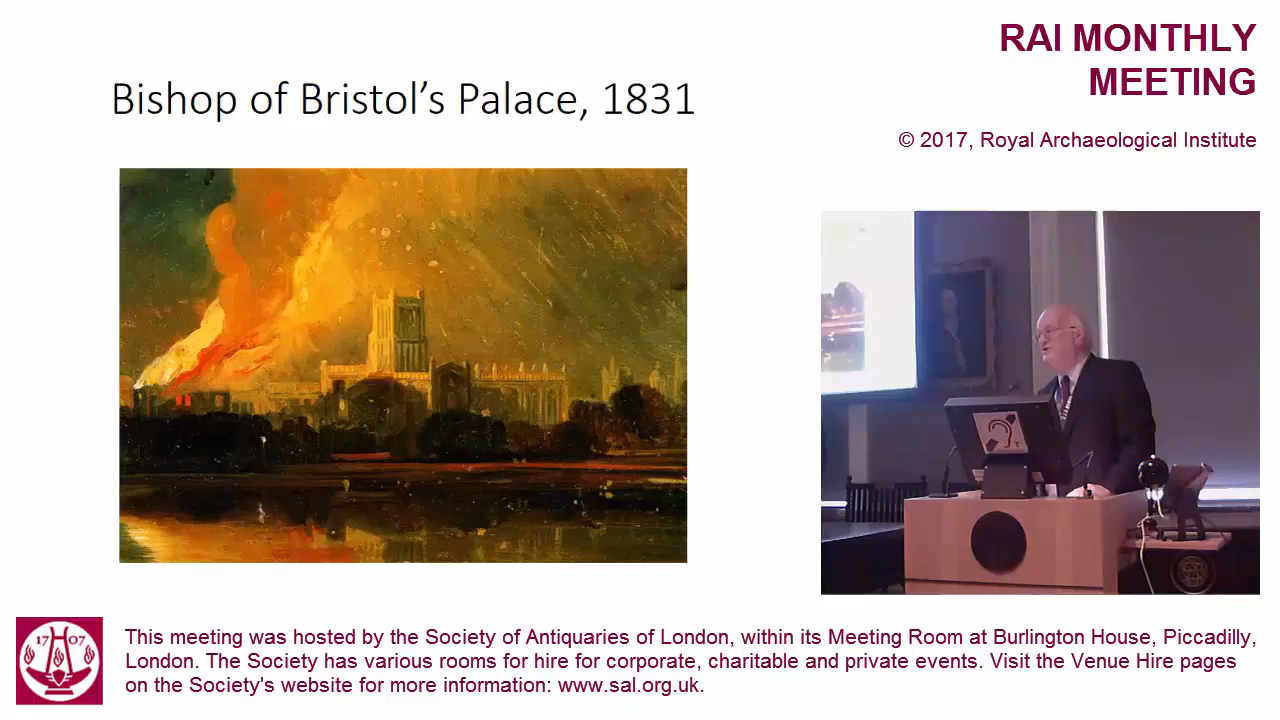 RAI MONTHLY
MEETING
© 2017, Royal Archaeological Institute
Bishop of Bristol’s Palace, 1831
T
1707
This meeting was hosted by the Society of Antiquaries of London, within its Meeting Room at Burlington House, Piccadilly,
London. The Society has various rooms for hire for corporate, charitable and private events. Visit the Venue Hire pages
on the Society's website for more information: www.sal.org.uk.